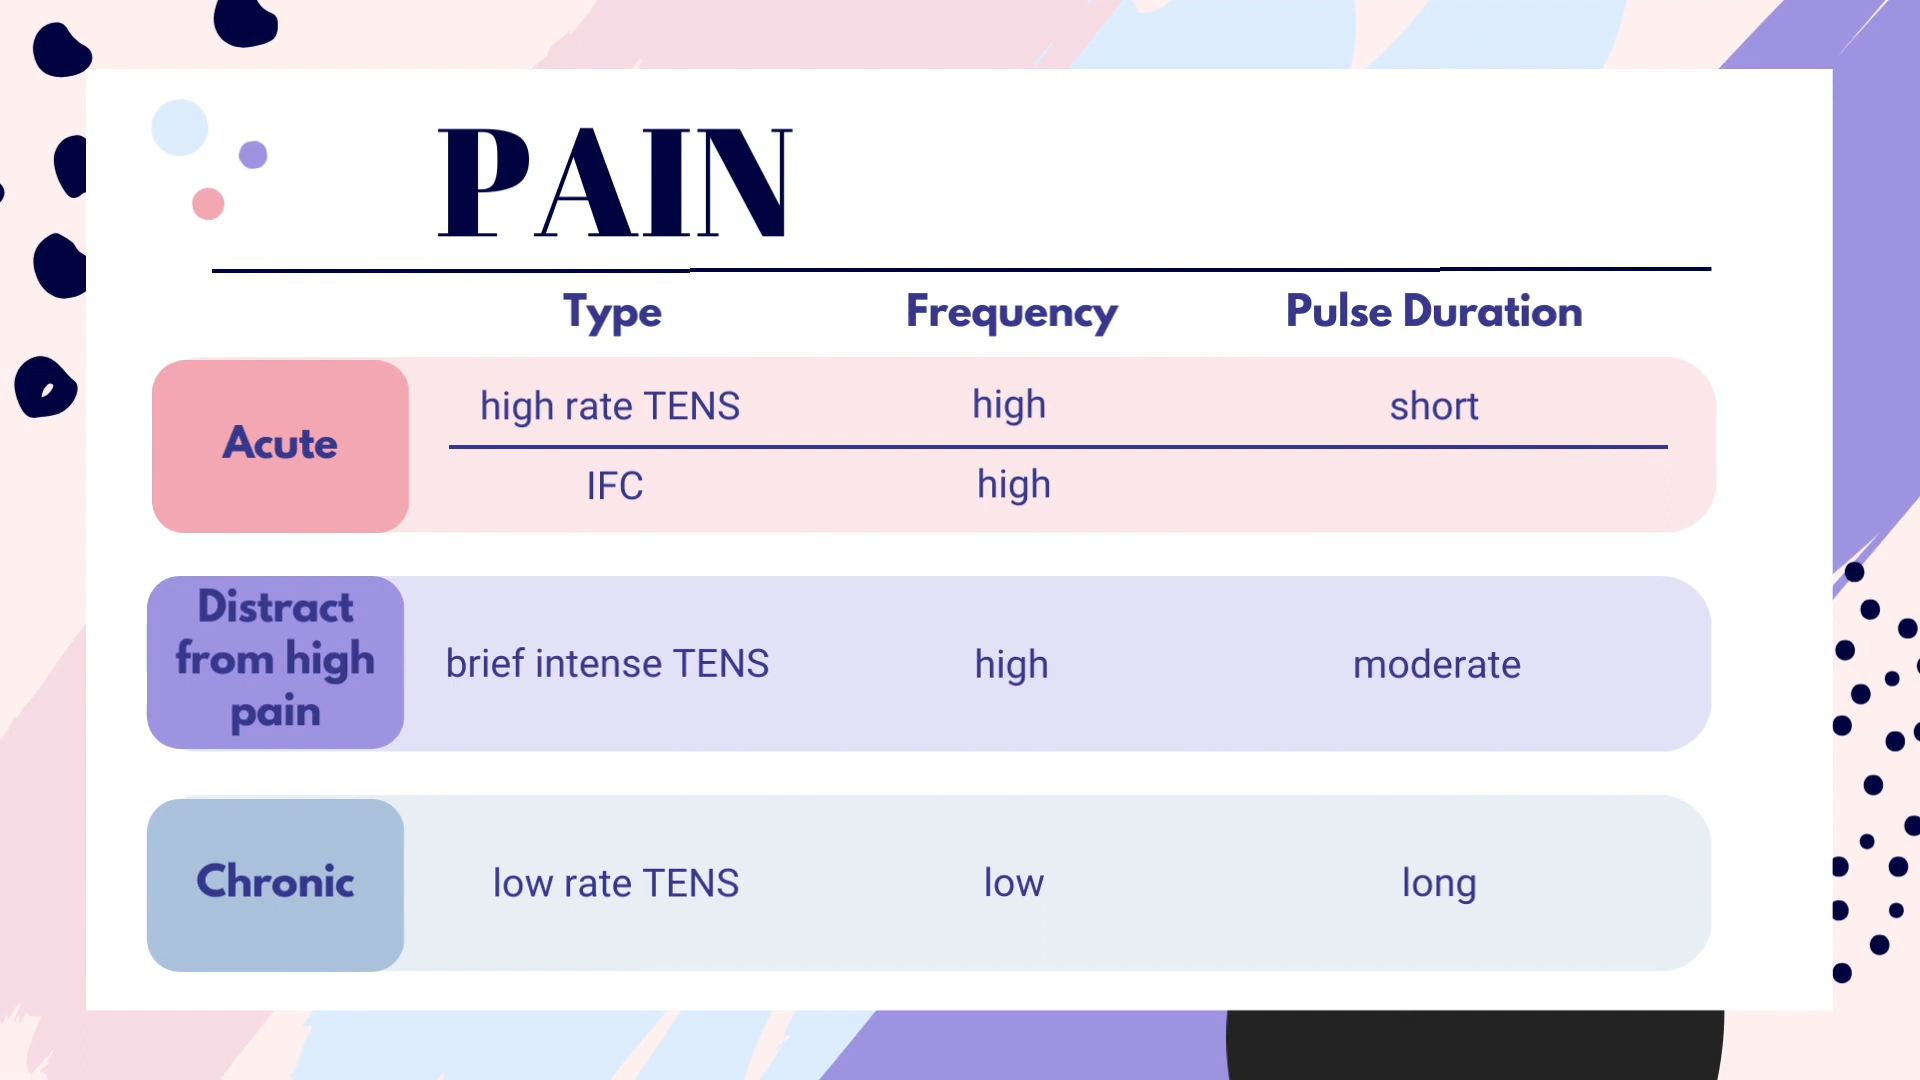 PAIN
Type Frequency Pulse Duration
Acute
high rate TENS high short
IFC high
Distract
from high
pain
brief intense TENS high moderate
Chronic
low rate TENS low long